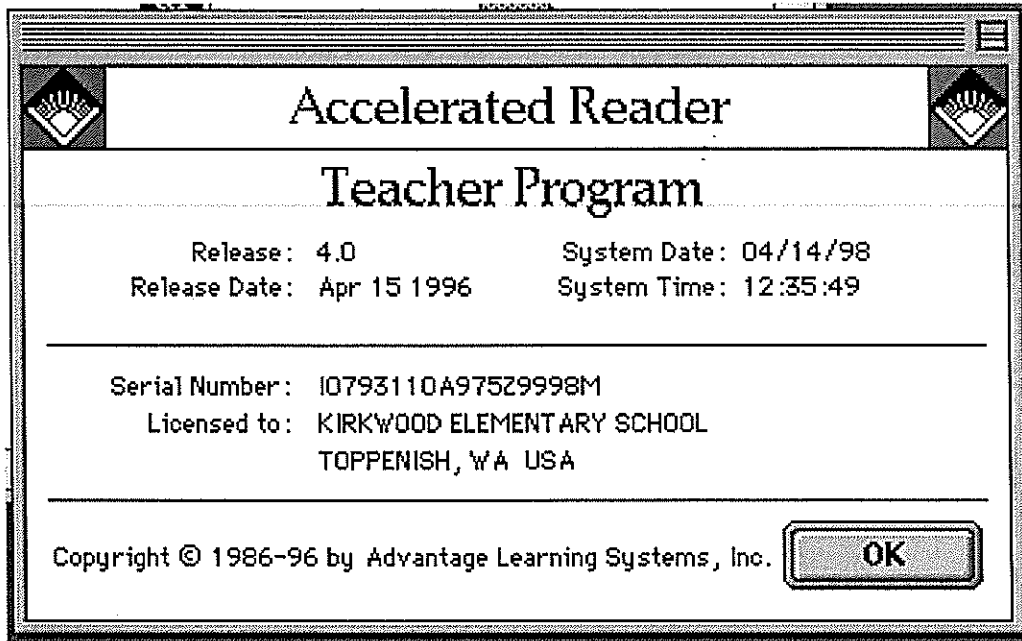 Accelerated Reader
Teacher Program
Release: 4.0 System Date: 04/14/98
Release Date: Apr 15 1996 System Time: 12:35:49
Serial Number: I0793110A975Z9998M
Licensed to: KIRKWOOD ELEMENTARY SCHOOL
TOPPENISH, WA USA
Copyright © 1986-96 by Advantage Learning Systems, Inc. OK